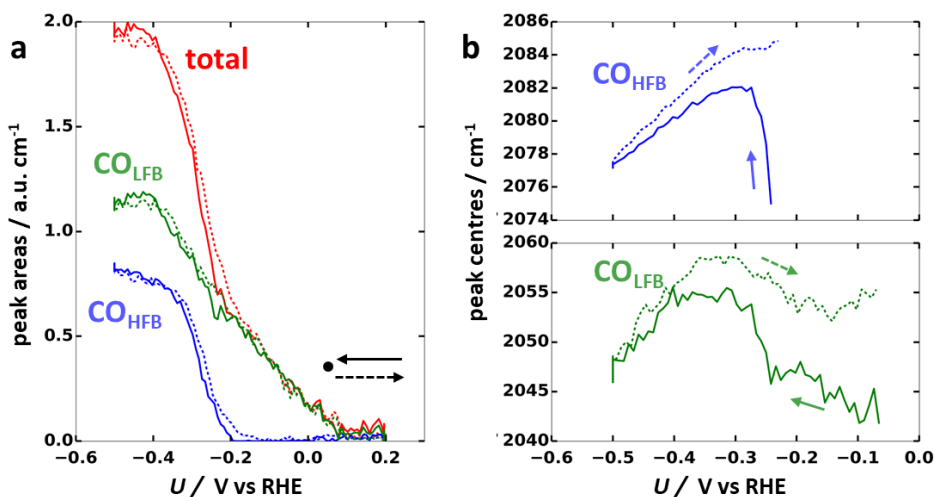 a
total
CO_LFB
CO_HFB
peak areas / a.u. cm⁻¹
2.0
1.5
1.0
0.5
0.0
−0.6 −0.4 −0.2 0.0 0.2
U / V vs RHE
b
CO_HFB
CO_LFB
peak centres / cm⁻¹
2086
2084
2082
2080
2078
2076
2074
2060
2055
2050
2045
2040
−0.6 −0.5 −0.4 −0.3 −0.2 −0.1 0.0
U / V vs RHE